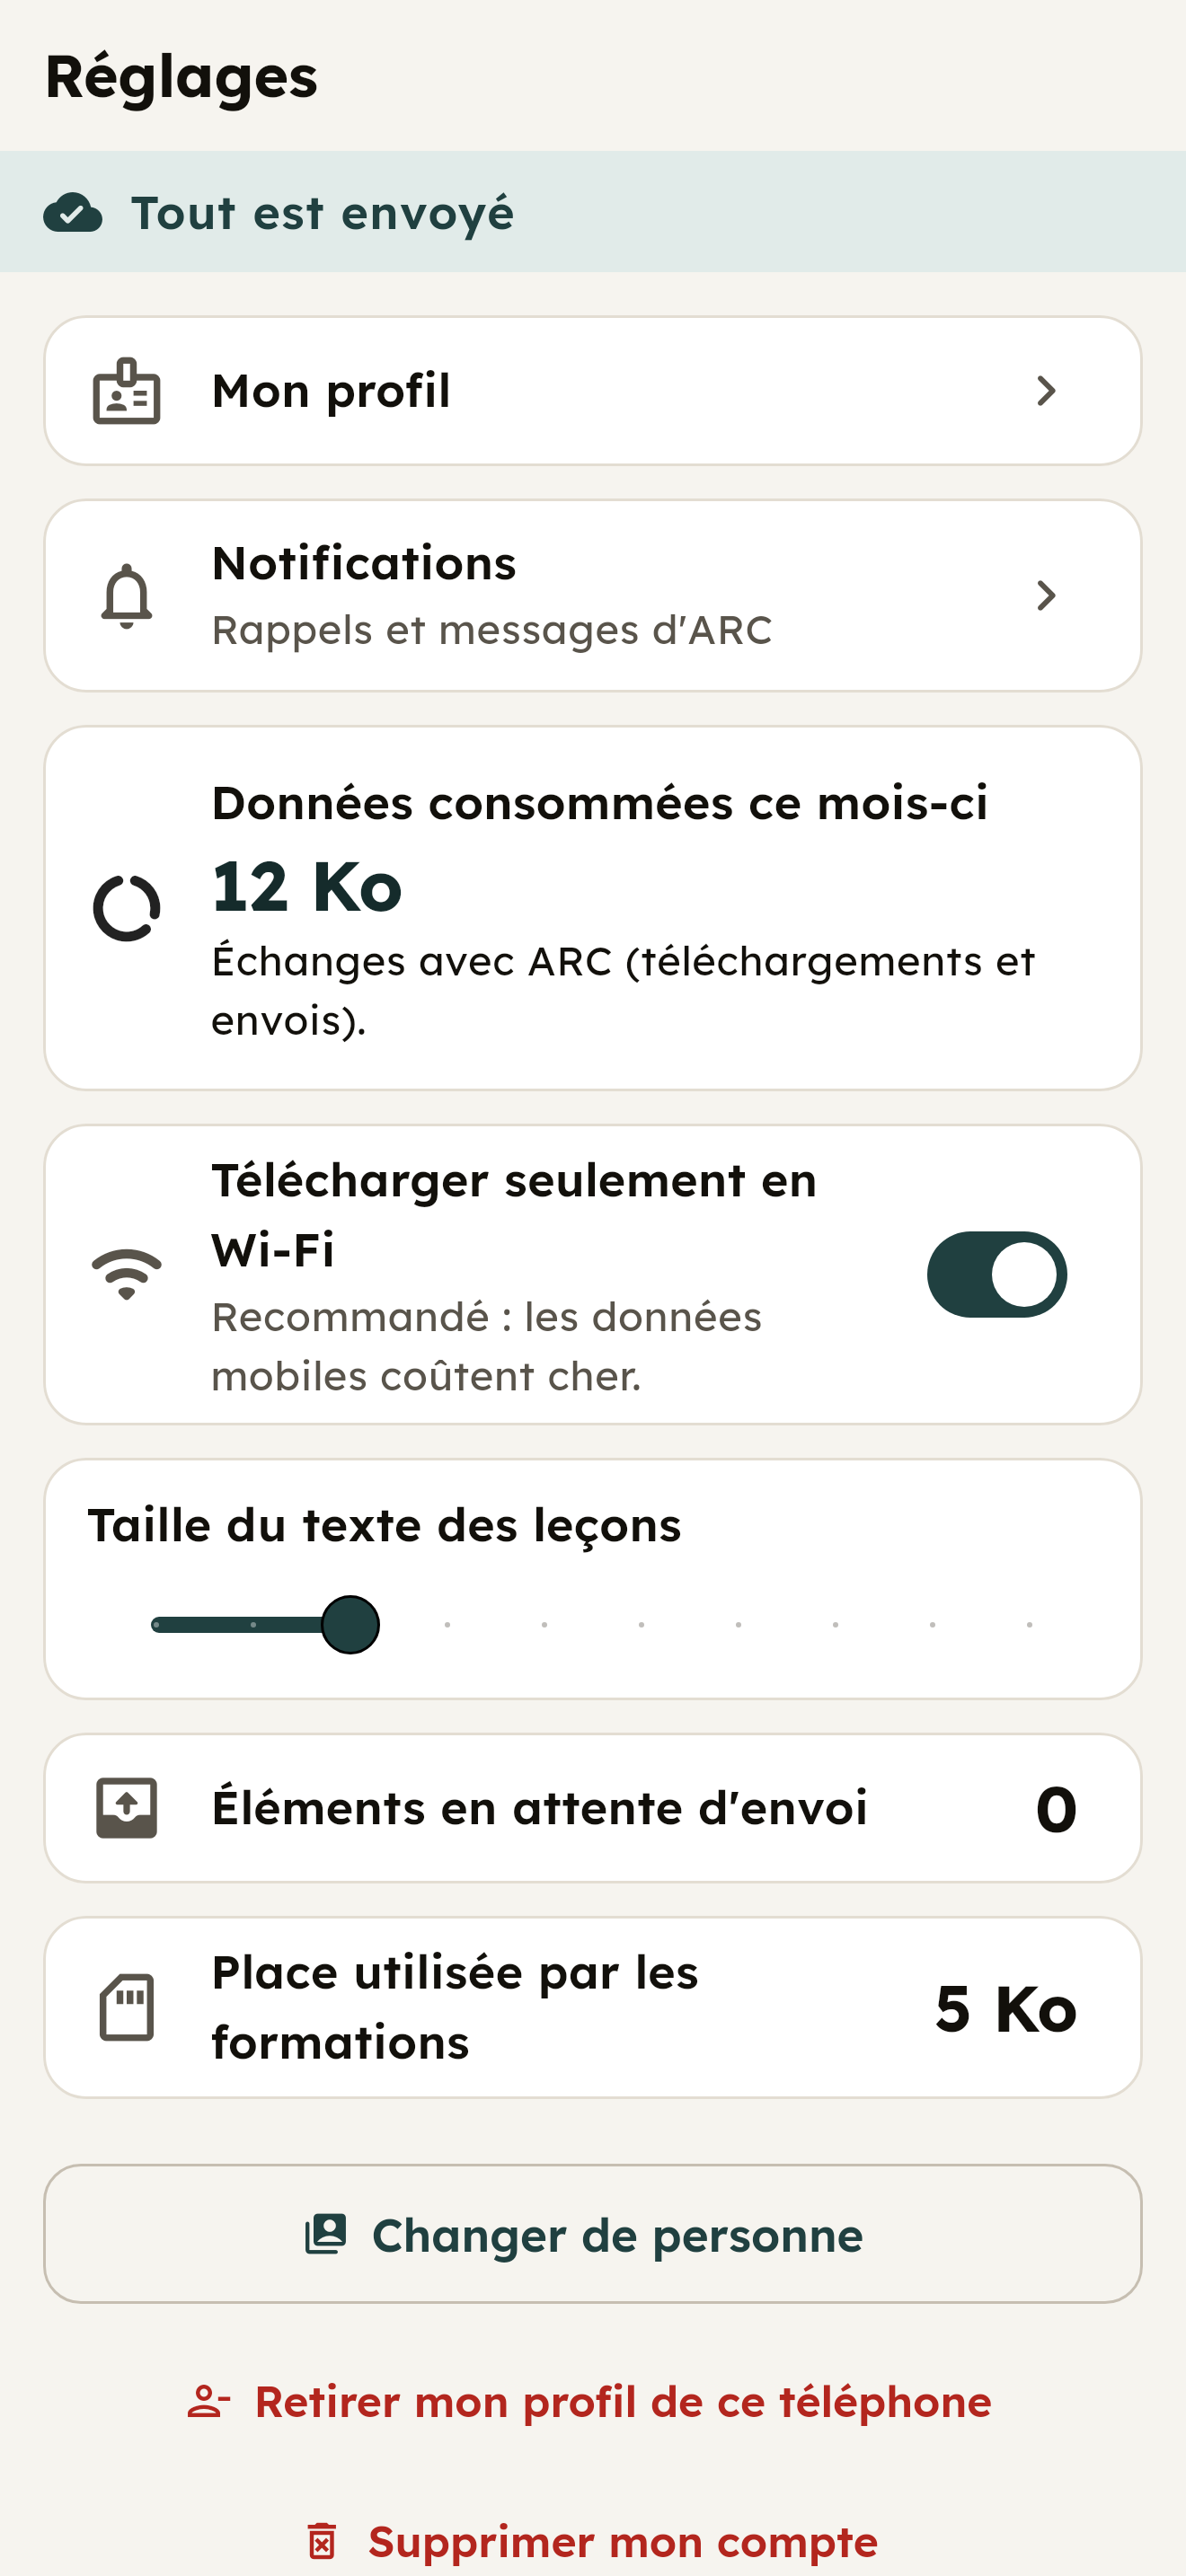 Réglages
Tout est envoyé
Mon profil
Notifications
Rappels et messages d'ARC
Données consommées ce mois-ci
12 Ko
Échanges avec ARC (téléchargements et
envois).
Télécharger seulement en
Wi-Fi
Recommandé : les données
mobiles coûtent cher.
Taille du texte des leçons
Éléments en attente d'envoi
0
Place utilisée par les
formations
5 Ko
Changer de personne
Retirer mon profil de ce téléphone
Supprimer mon compte